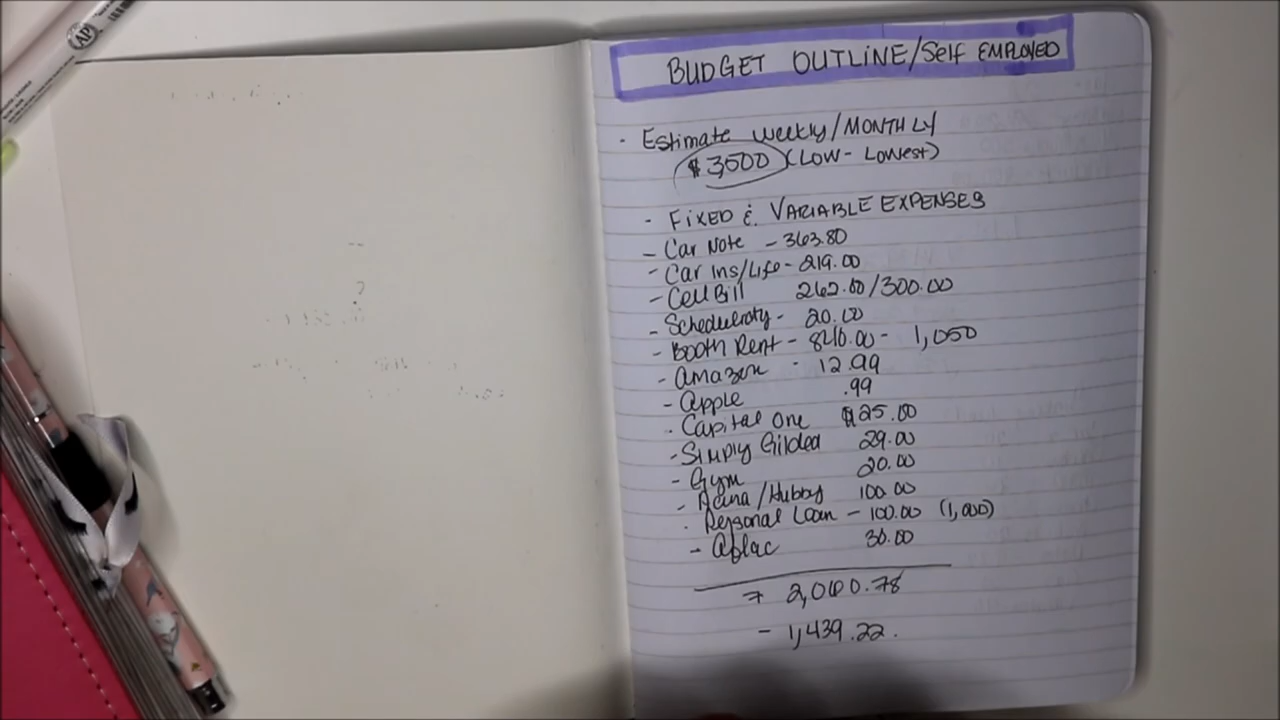 BUDGET OUTLINE/Self EMPLOYED
- Estimate weekly/MONTHLY
$3,500 (LOW - LOWest)
- FIXED & VARIABLE EXPENSES
- Car Note - 363.80
- Car Ins/Life - 219.00
- Cell Bill 262.00/300.00
- Schedulicity - 20.00
- Booth Rent - 840.00 - 1,050
- Amazon - 12.99
- Apple .99
- Capital One $25.00
- Simply Gilded 29.00
- Gym 20.00
- /Hubby 100.00
- Personal Loan - 100.00 (1,000)
- Aflac 30.00
2,060.78
- 1,439.22.
AP